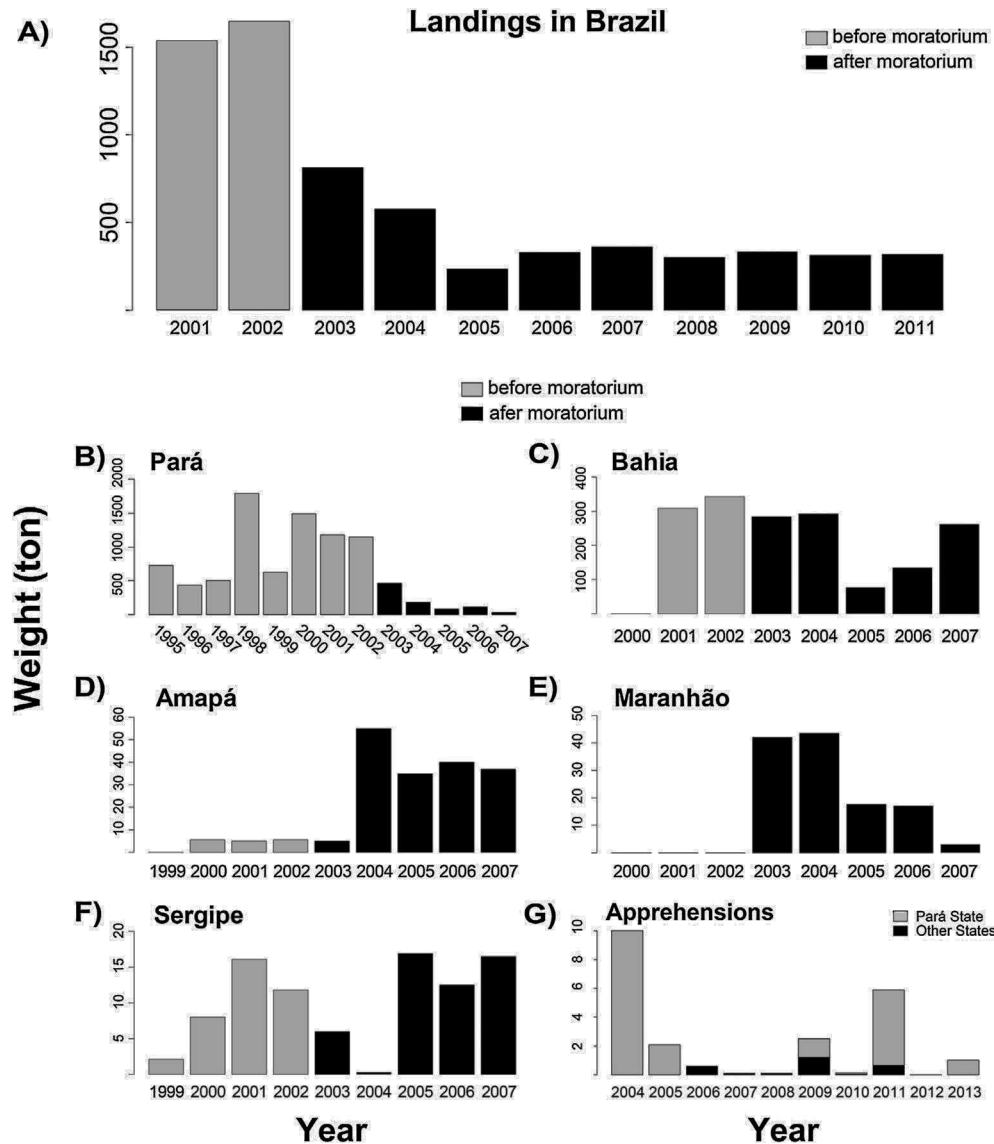 A)
Landings in Brazil
before moratorium
after moratorium
1500
1000
500
2001 2002 2003 2004 2005 2006 2007 2008 2009 2010 2011
before moratorium
afer moratorium
Weight (ton)
B) Pará
2000
1500
1000
500
1995 1996 1997 1998 1999 2000 2001 2002 2003 2004 2005 2006 2007
C) Bahia
400
300
200
100
2000 2001 2002 2003 2004 2005 2006 2007
D) Amapá
60
50
40
30
20
10
1999 2000 2001 2002 2003 2004 2005 2006 2007
E) Maranhão
50
40
30
20
10
2000 2001 2002 2003 2004 2005 2006 2007
F) Sergipe
20
15
10
5
1999 2000 2001 2002 2003 2004 2005 2006 2007
Year
G) Apprehensions
Pará State
Other States
10
8
6
4
2
2004 2005 2006 2007 2008 2009 2010 2011 2012 2013
Year